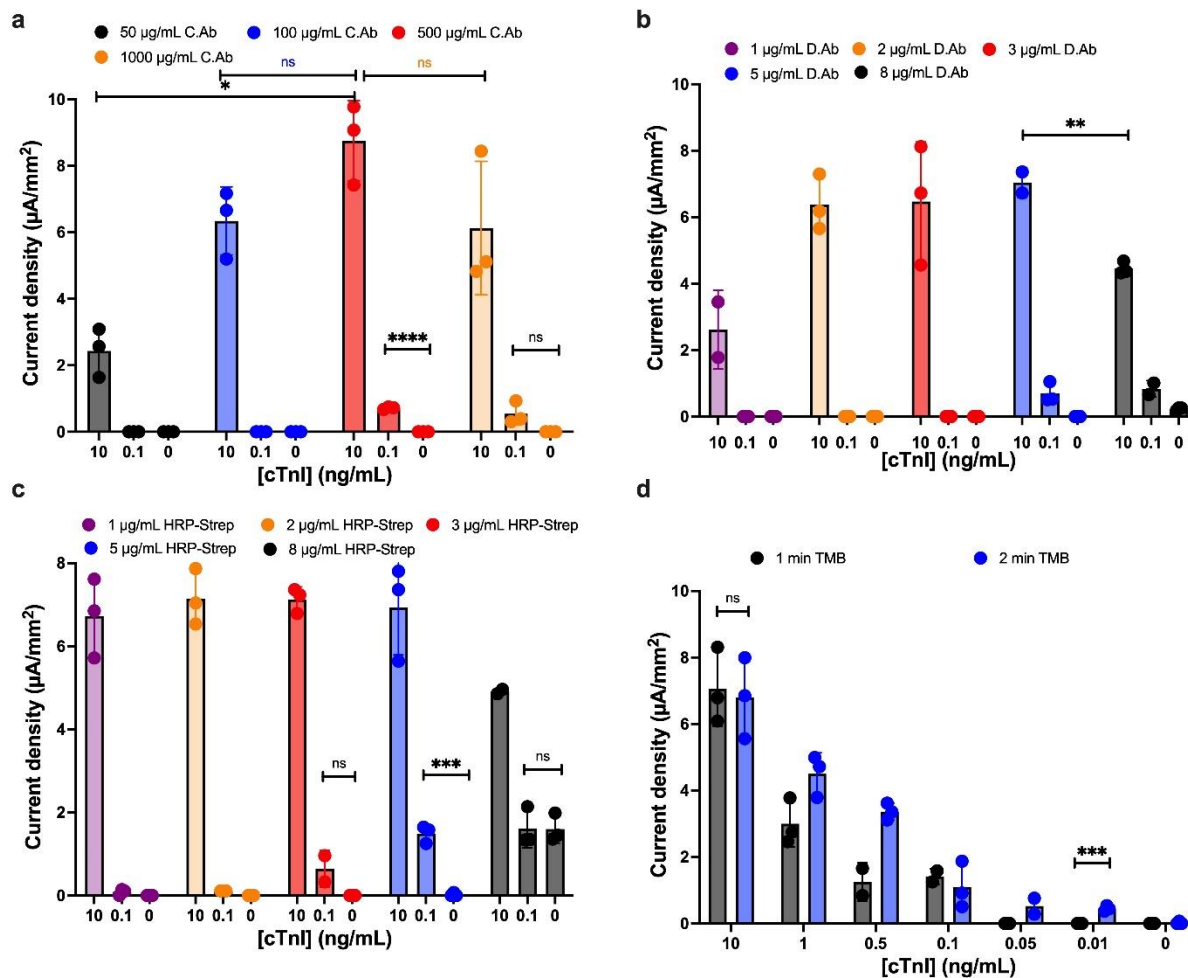 a
50 µg/mL C.Ab 100 µg/mL C.Ab 500 µg/mL C.Ab
1000 µg/mL C.Ab
ns ns
*
****
ns
Current density (µA/mm²)
10
8
6
4
2
0
10 0.1 0 10 0.1 0 10 0.1 0 10 0.1 0
[cTnI] (ng/mL)
b
1 µg/mL D.Ab 2 µg/mL D.Ab 3 µg/mL D.Ab
5 µg/mL D.Ab 8 µg/mL D.Ab
**
Current density (µA/mm²)
10
8
6
4
2
0
10 0.1 0 10 0.1 0 10 0.1 0 10 0.1 0 10 0.1 0
[cTnI] (ng/mL)
c
1 µg/mL HRP-Strep 2 µg/mL HRP-Strep 3 µg/mL HRP-Strep
5 µg/mL HRP-Strep 8 µg/mL HRP-Strep
ns *** ns
Current density (µA/mm²)
8
6
4
2
0
10 0.1 0 10 0.1 0 10 0.1 0 10 0.1 0 10 0.1 0
[cTnI] (ng/mL)
d
1 min TMB 2 min TMB
ns
***
Current density (µA/mm²)
10
8
6
4
2
0
10 1 0.5 0.1 0.05 0.01 0
[cTnI] (ng/mL)